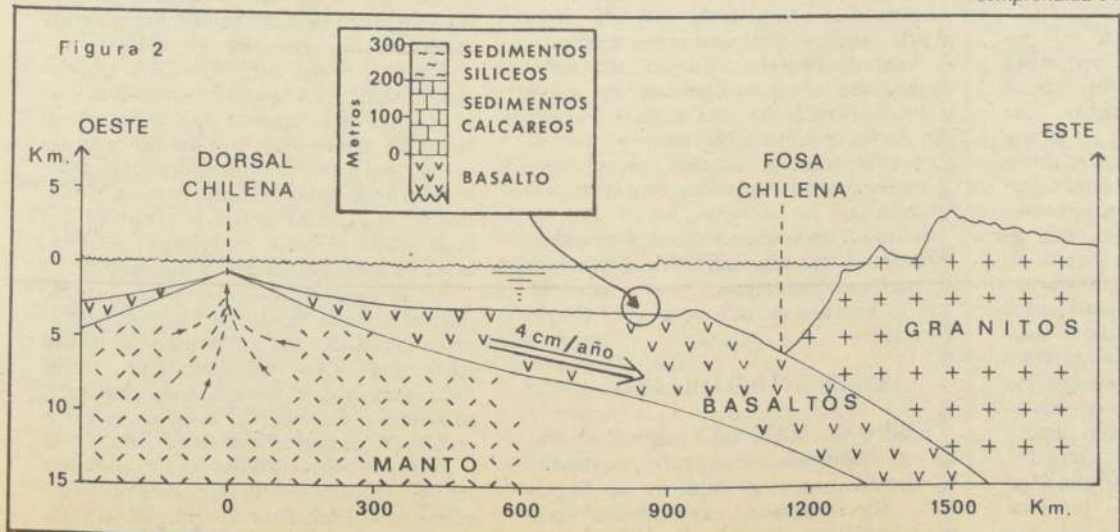 Figura 2
300
200
100
0
Metros
SEDIMENTOS
SILICEOS
SEDIMENTOS
CALCAREOS
BASALTO
OESTE
Km.
5
0
5
10
15
DORSAL
CHILENA
FOSA
CHILENA
ESTE
4 cm/año
GRANITOS
BASALTOS
MANTO
0
300
600
900
1200
1500
Km.